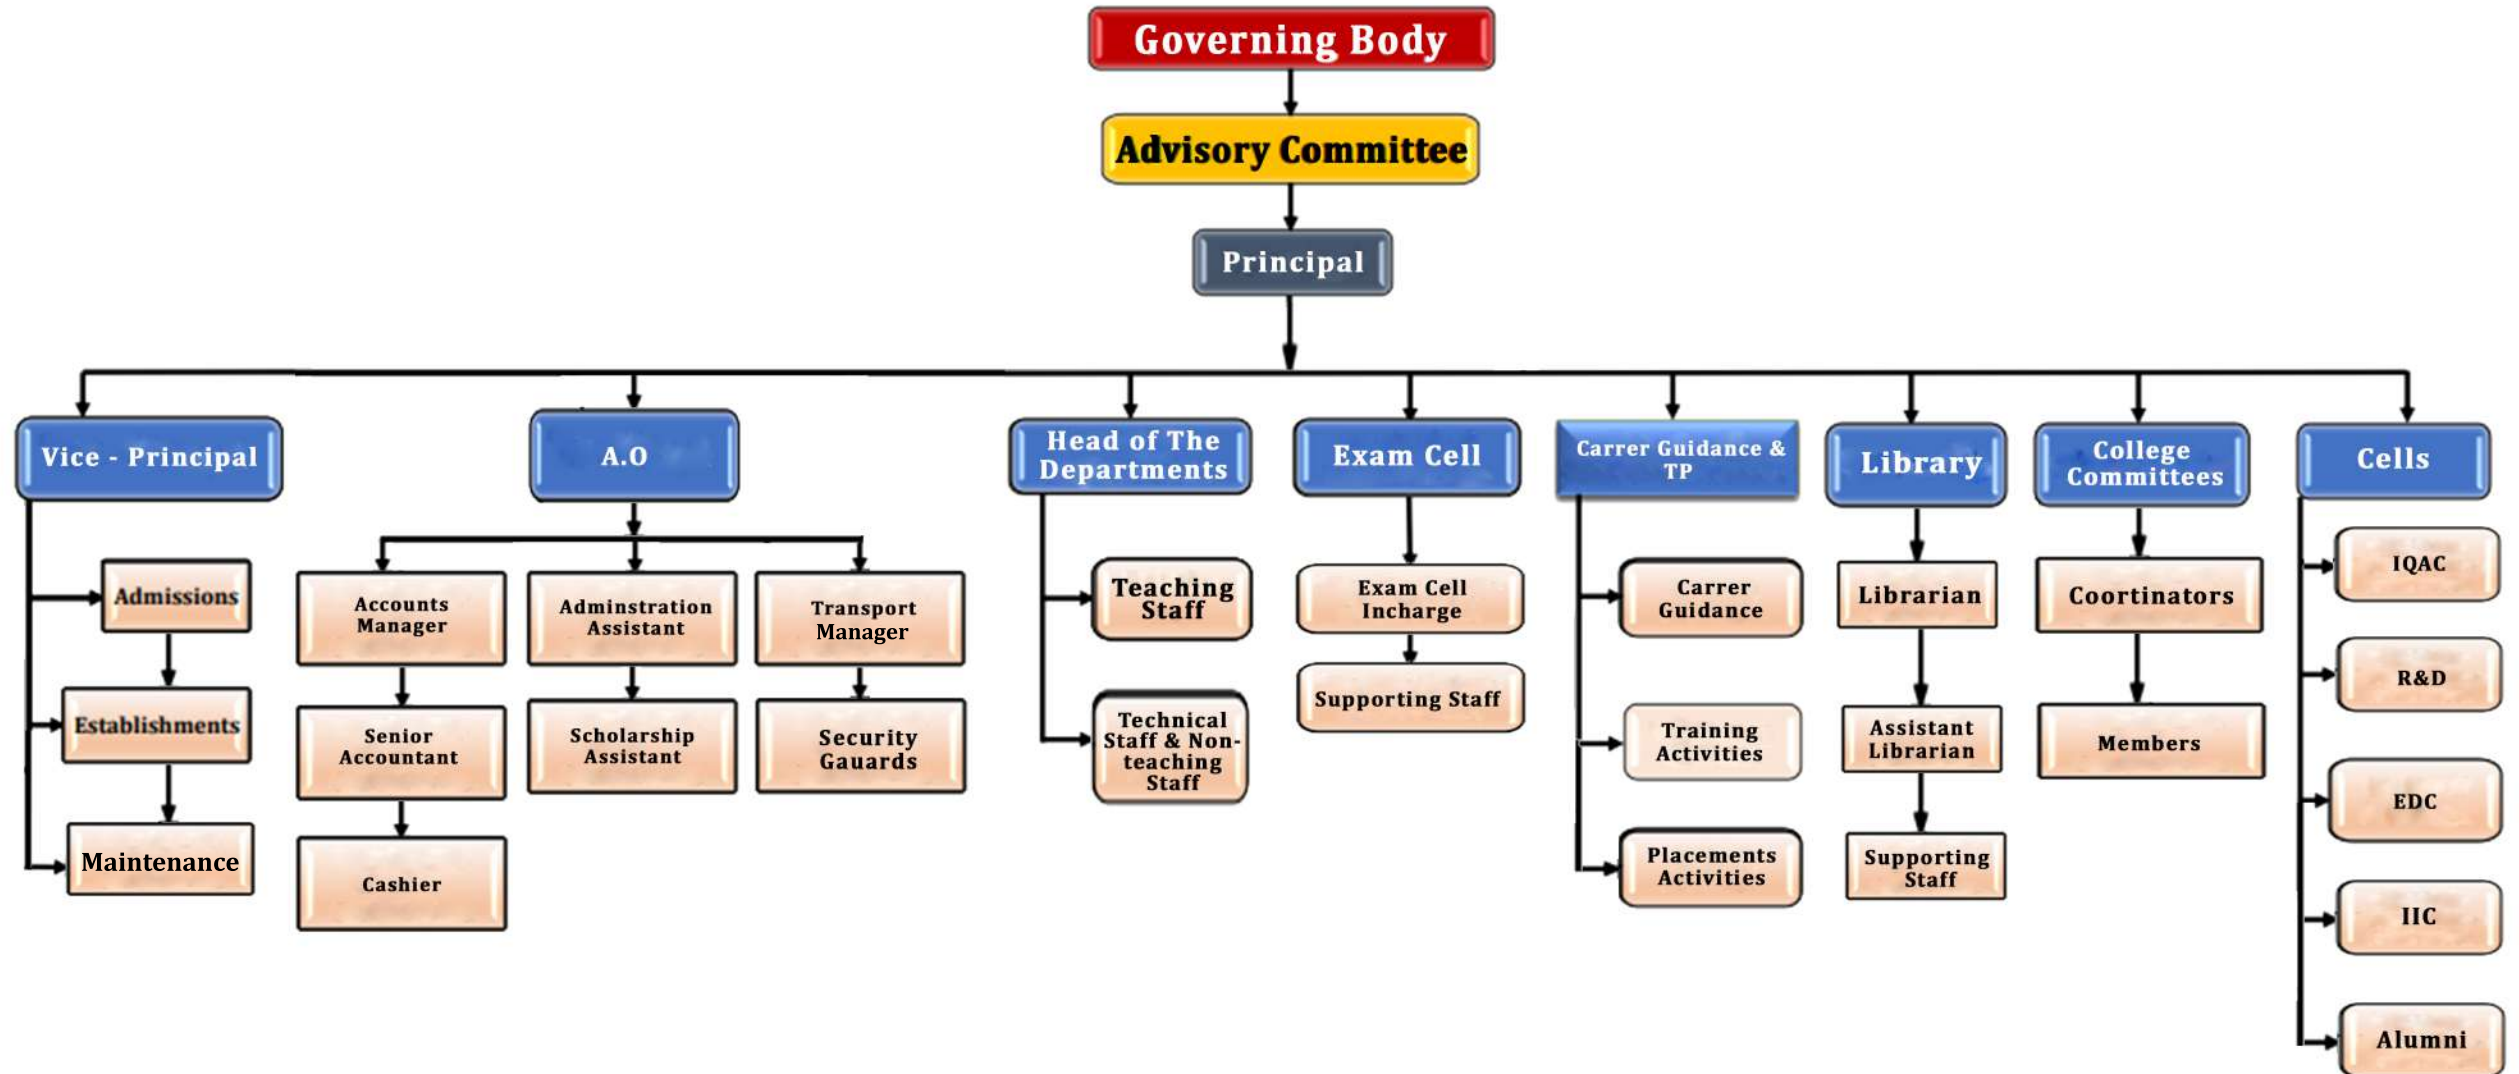 Governing Body
Advisory Committee
Principal
Vice - Principal
A.O
Head of The
Departments
Exam Cell
Carrer Guidance &
TP
Library
College
Committees
Cells
Admissions
Establishments
Maintenance
Accounts
Manager
Senior
Accountant
Cashier
Adminstration
Assistant
Scholarship
Assistant
Transport
Manager
Security
Gauards
Teaching
Staff
Technical
Staff & Non-
teaching
Staff
Exam Cell
Incharge
Supporting Staff
Carrer
Guidance
Training
Activities
Placements
Activities
Librarian
Assistant
Librarian
Supporting
Staff
Coortinators
Members
IQAC
R&D
EDC
IIC
Alumni